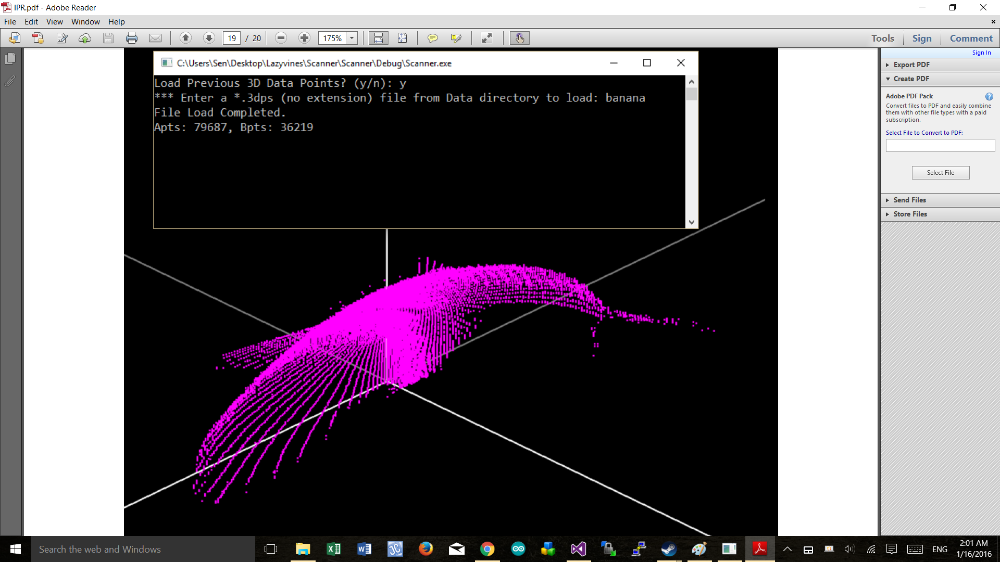 IPR.pdf - Adobe Reader
File Edit View Window Help
19 / 20 175% Tools Sign Comment
Sign In
Export PDF
Create PDF
Adobe PDF Pack
Convert files to PDF and easily combine
them with other file types with a paid
subscription.
Select File to Convert to PDF:
Select File
Send Files
Store Files
C:\Users\Sen\Desktop\Lazyvines\Scanner\Scanner\Debug\Scanner.exe
Load Previous 3D Data Points? (y/n): y
*** Enter a *.3dps (no extension) file from Data directory to load: banana
File Load Completed.
Apts: 79687, Bpts: 36219
Search the web and Windows
ENG
2:01 AM
1/16/2016